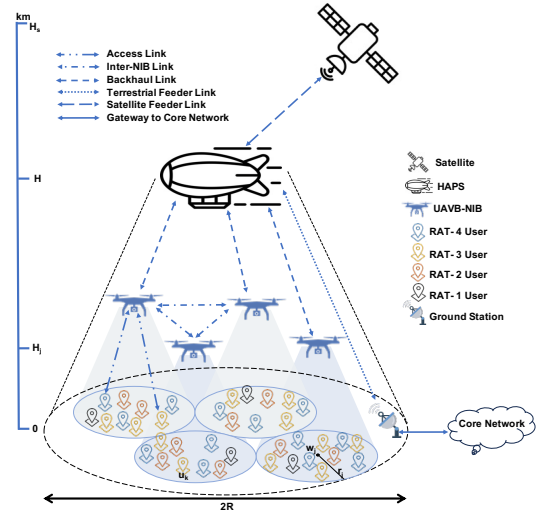 km
Hs
Access Link
Inter-NIB Link
Backhaul Link
Terrestrial Feeder Link
Satellite Feeder Link
Gateway to Core Network
H
Satellite
HAPS
UAVB-NIB
RAT- 4 User
RAT- 3 User
RAT- 2 User
RAT- 1 User
Ground Station
Hj
0
Core Network
wj
rj
uk
2R